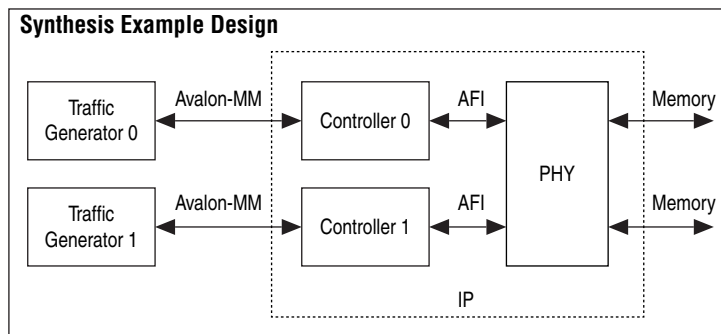 Synthesis Example Design
Traffic
Generator 0
Avalon-MM
Controller 0
AFI
PHY
Memory
Traffic
Generator 1
Avalon-MM
Controller 1
AFI
Memory
IP